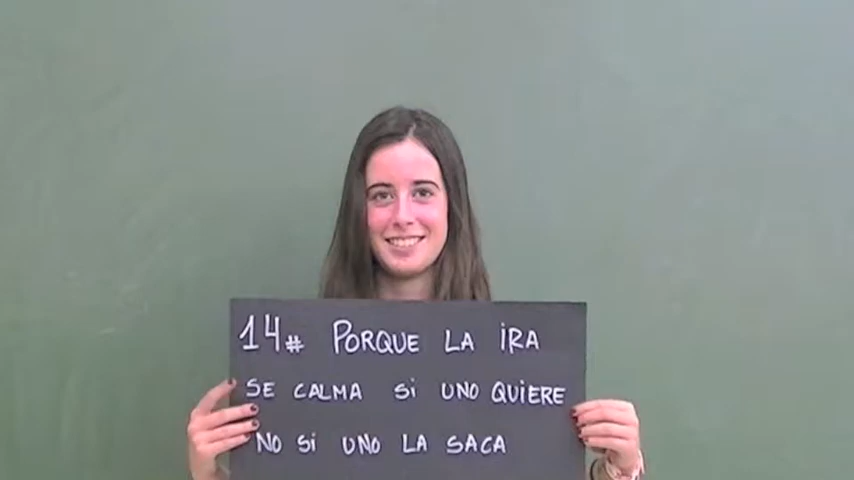 14# PORQUE LA IRA
SE CALMA SI UNO QUIERE
NO SI UNO LA SACA